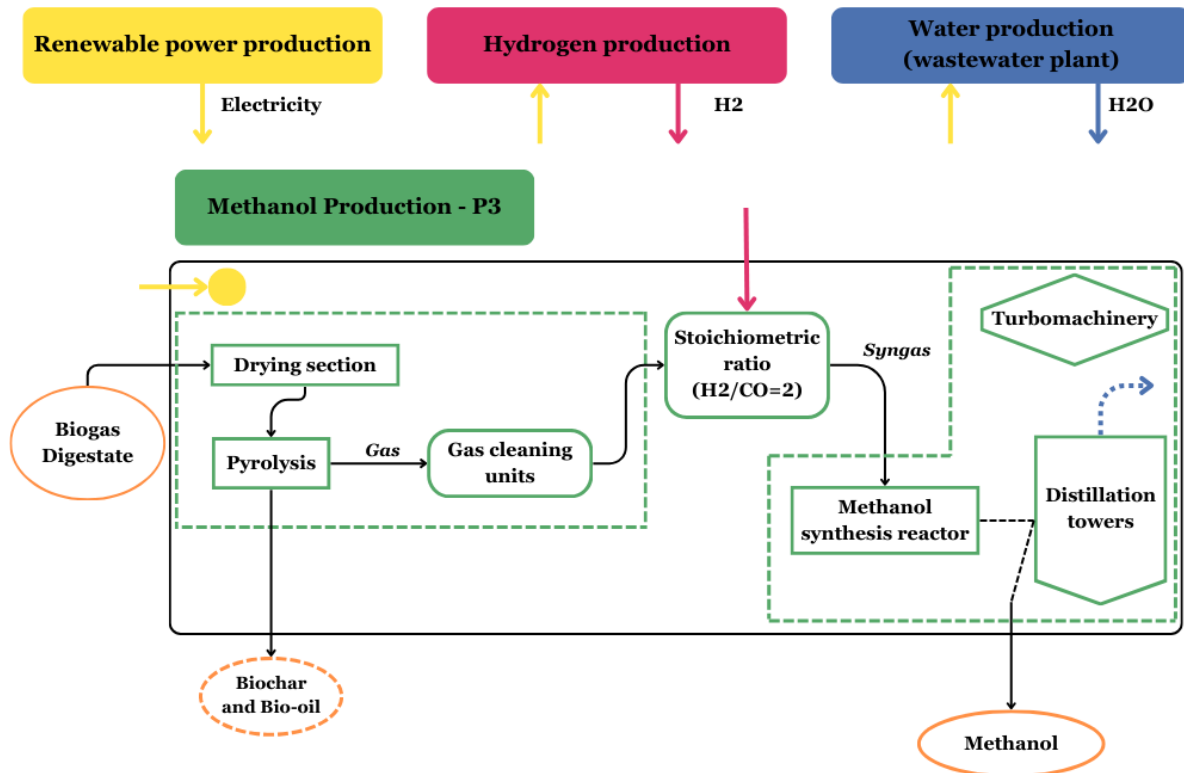 Renewable power production
Hydrogen production
Water production
(wastewater plant)
Electricity
H2
H2O
Methanol Production - P3
Turbomachinery
Stoichiometric
ratio
(H2/CO=2)
Syngas
Drying section
Biogas
Digestate
Pyrolysis
Gas
Gas cleaning
units
Methanol
synthesis reactor
Distillation
towers
Biochar
and Bio-oil
Methanol